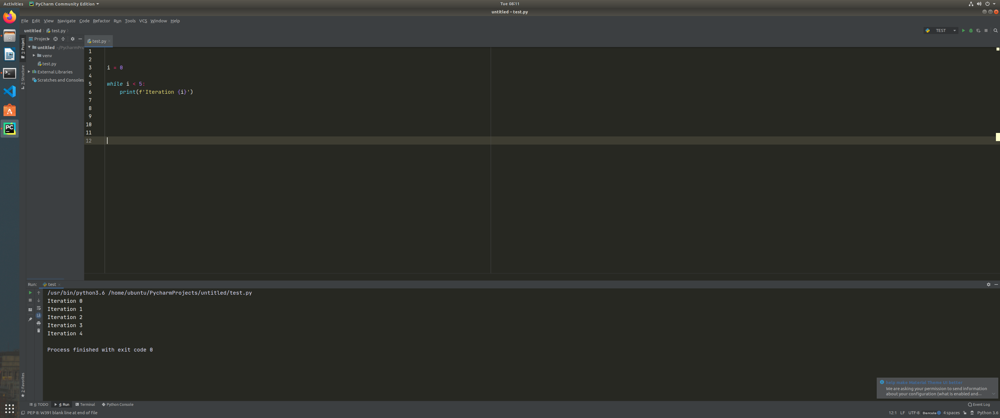 Activities PyCharm Community Edition Tue 08:11
untitled – test.py
File Edit View Navigate Code Refactor Run Tools VCS Window Help
untitled test.py TEST
1: Project
Project
test.py
untitled ~/PycharmPro
venv
test.py
External Libraries
Scratches and Consoles
7: Structure
1
2
3 i = 0
4
5 while i < 5:
6 print(f'Iteration {i}')
7
8
9
10
11
12
Run: test
/usr/bin/python3.6 /home/ubuntu/PycharmProjects/untitled/test.py
Iteration 0
Iteration 1
Iteration 2
Iteration 3
Iteration 4
Process finished with exit code 0
2: Favorites
help make Material Theme UI better
We are asking your permission to send information
about your configuration (what is enabled and...
6: TODO 4: Run Terminal Python Console Event Log
PEP 8: W391 blank line at end of file 12:1 LF UTF-8 Darcula 4 spaces Python 3.6